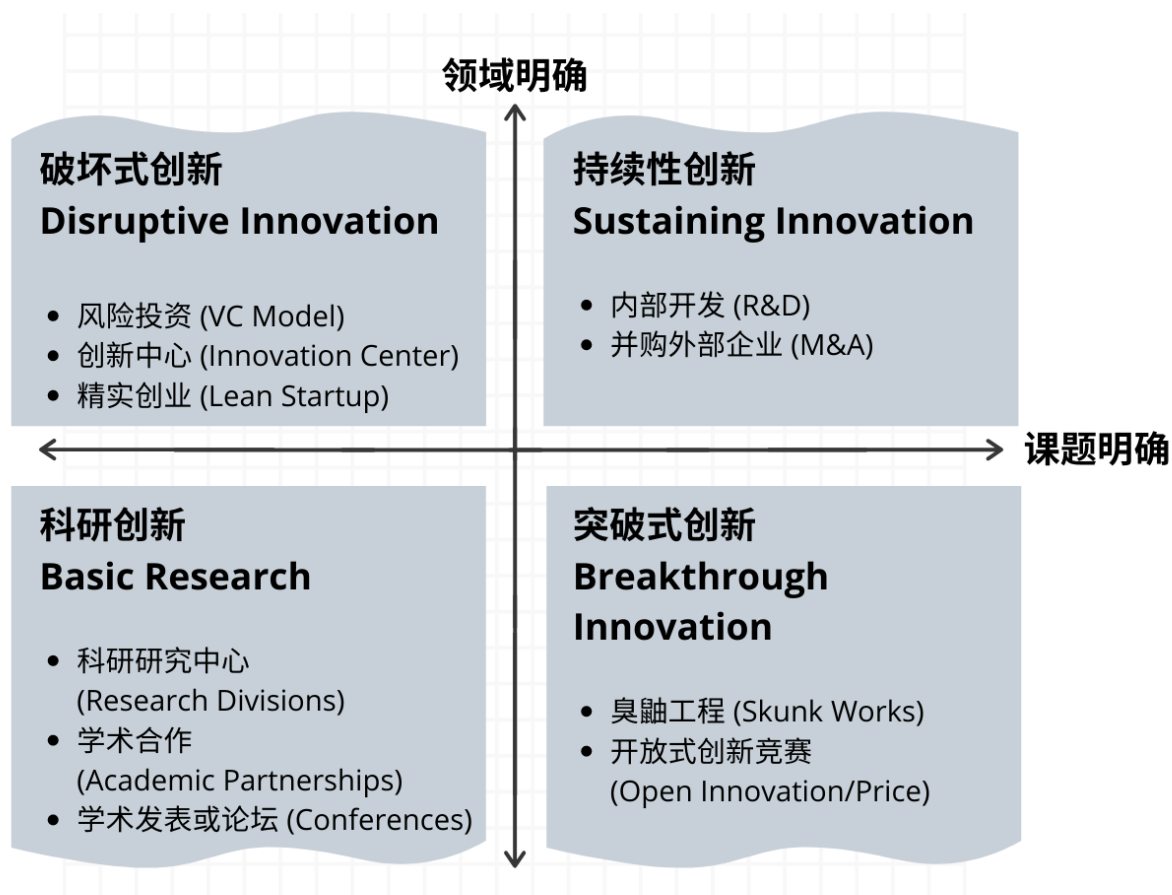 领域明确
破坏式创新
Disruptive Innovation
• 风险投资 (VC Model)
• 创新中心 (Innovation Center)
• 精实创业 (Lean Startup)
持续性创新
Sustaining Innovation
• 内部开发 (R&D)
• 并购外部企业 (M&A)
课题明确
科研创新
Basic Research
• 科研研究中心
(Research Divisions)
• 学术合作
(Academic Partnerships)
• 学术发表或论坛 (Conferences)
突破式创新
Breakthrough
Innovation
• 臭鼬工程 (Skunk Works)
• 开放式创新竞赛
(Open Innovation/Price)